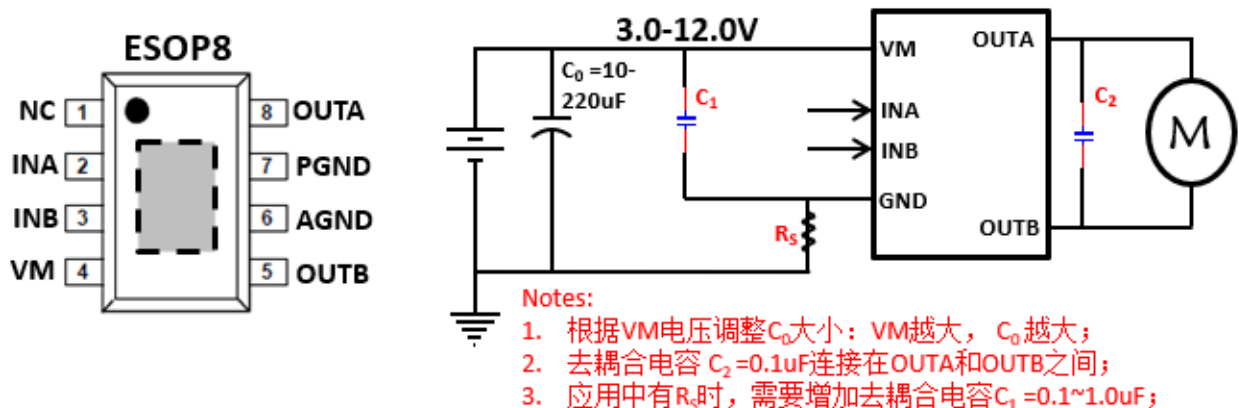 ESOP8
NC 1 8 OUTA
INA 2 7 PGND
INB 3 6 AGND
VM 4 5 OUTB
3.0-12.0V
C₀ =10-
220uF
C₁
Rₛ
VM
INA
INB
GND
OUTA
OUTB
C₂
M
Notes:
1. 根据VM电压调整C₀大小：VM越大， C₀越大；
2. 去耦合电容 C₂ =0.1uF连接在OUTA和OUTB之间；
3. 应用中有Rₛ时，需要增加去耦合电容C₁ =0.1~1.0uF；